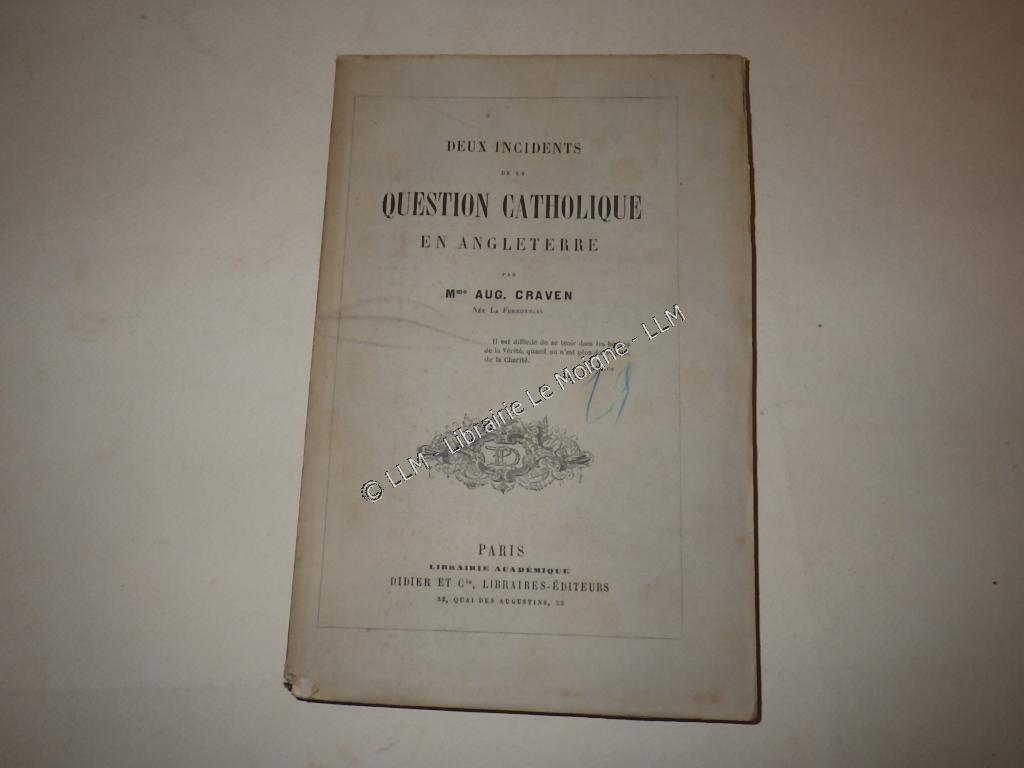 DEUX INCIDENTS
DE LA
QUESTION CATHOLIQUE
EN ANGLETERRE
PAR
Mme AUG. CRAVEN
NÉE LA FERRONNAYS
Il est difficile de se tenir dans les
de la Vérité, quand on n'est plus
de la Charité.
© LLM - Librairie Le Moigne - LLM
PARIS
LIBRAIRIE ACADÉMIQUE
DIDIER ET Cie, LIBRAIRES-ÉDITEURS
QUAI DES AUGUSTINS,